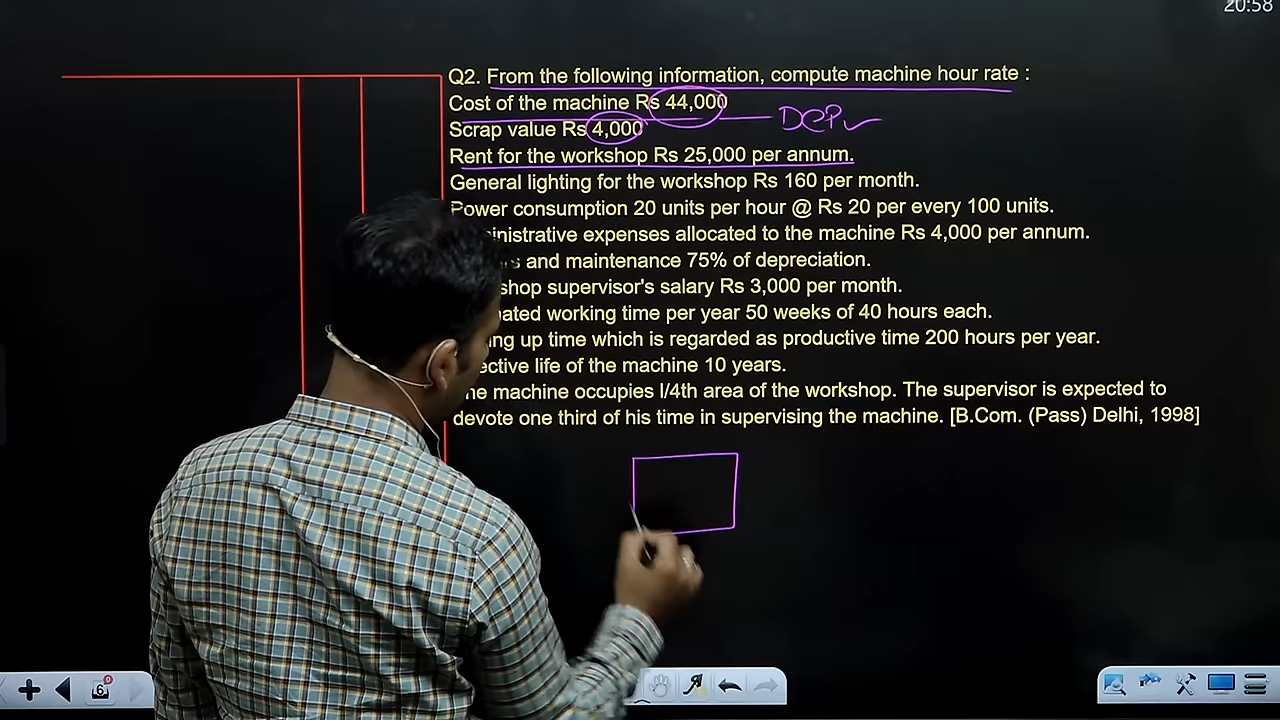 20:58
Q2. From the following information, compute machine hour rate :
Cost of the machine Rs 44,000
DEP
Scrap value Rs 4,000
Rent for the workshop Rs 25,000 per annum.
General lighting for the workshop Rs 160 per month.
Power consumption 20 units per hour @ Rs 20 per every 100 units.
inistrative expenses allocated to the machine Rs 4,000 per annum.
and maintenance 75% of depreciation.
shop supervisor's salary Rs 3,000 per month.
ated working time per year 50 weeks of 40 hours each.
ng up time which is regarded as productive time 200 hours per year.
ective life of the machine 10 years.
machine occupies l/4th area of the workshop. The supervisor is expected to
devote one third of his time in supervising the machine. [B.Com. (Pass) Delhi, 1998]
6
0